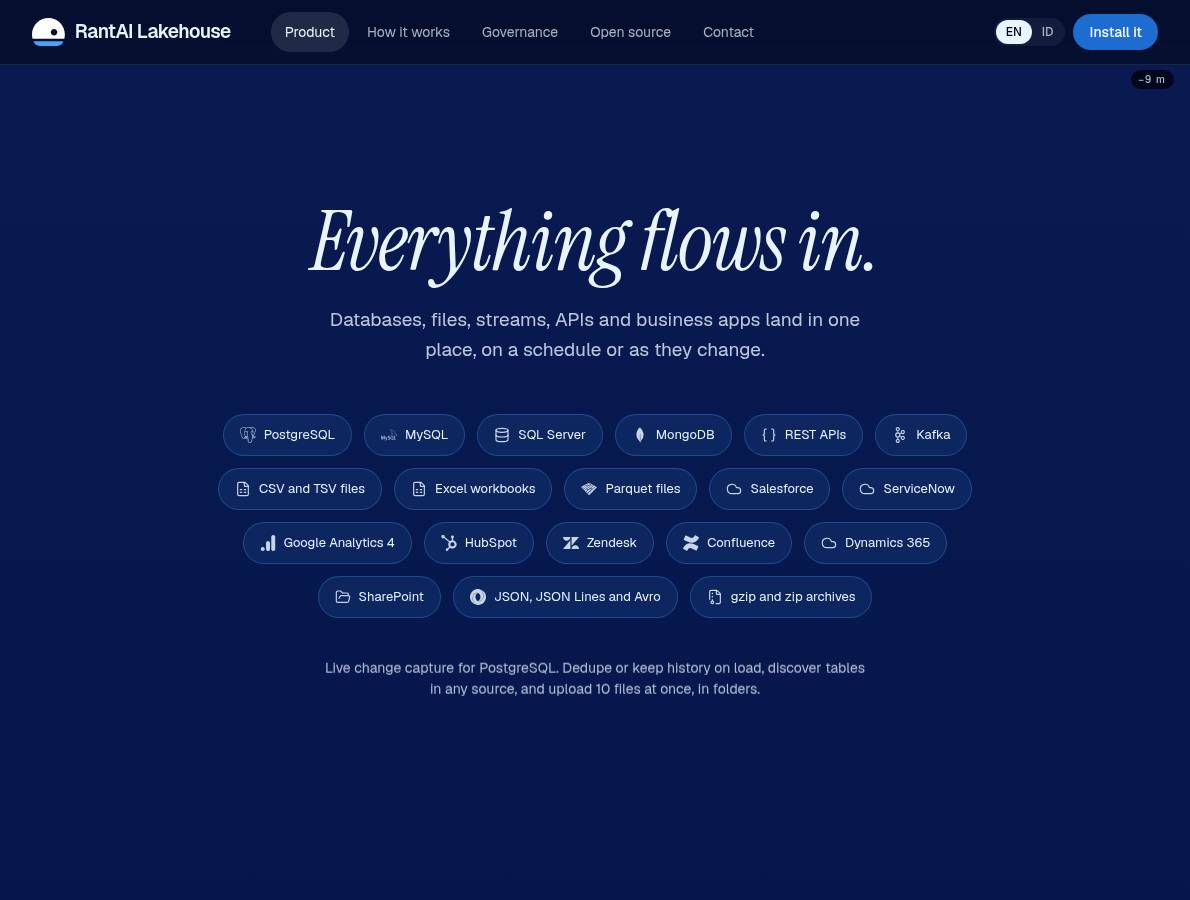 RantAI Lakehouse
Product
How it works
Governance
Open source
Contact
EN
ID
Install it
−9 m
Everything flows in.
Databases, files, streams, APIs and business apps land in one
place, on a schedule or as they change.
PostgreSQL
MySQL
MySQL
SQL Server
MongoDB
REST APIs
Kafka
CSV and TSV files
Excel workbooks
Parquet files
Salesforce
ServiceNow
Google Analytics 4
HubSpot
Zendesk
Confluence
Dynamics 365
SharePoint
JSON, JSON Lines and Avro
gzip and zip archives
Live change capture for PostgreSQL. Dedupe or keep history on load, discover tables
in any source, and upload 10 files at once, in folders.